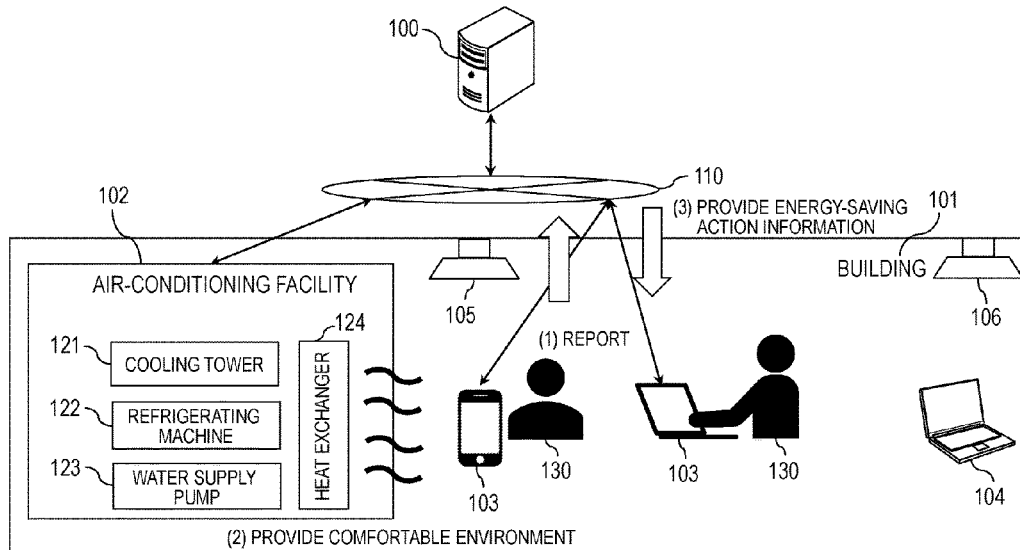 100
110
102
(3) PROVIDE ENERGY-SAVING
ACTION INFORMATION
101
BUILDING
AIR-CONDITIONING FACILITY
105
106
124
121
COOLING TOWER
HEAT EXCHANGER
(1) REPORT
122
REFRIGERATING
MACHINE
123
WATER SUPPLY
PUMP
103
130
103
130
104
(2) PROVIDE COMFORTABLE ENVIRONMENT